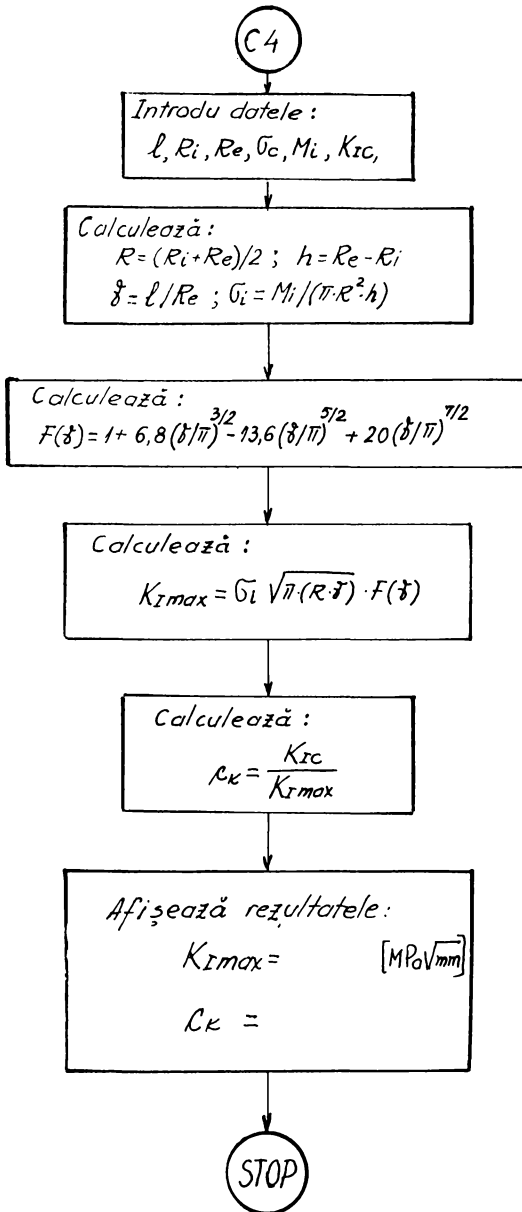 C4
Introdu datele:
l, Ri, Re, σc, Mi, KIC,
Calculează:
R=(Ri+Re)/2 ; h=Re-Ri
γ=l/Re ; σi=Mi/(π·R²·h)
Calculează:
F(γ)=1+6,8(γ/π)^3/2-13,6(γ/π)^5/2+20(γ/π)^7/2
Calculează:
KImax=σi √π·(R·γ)·F(γ)
Calculează:
cK=KIC/KImax
Afișează rezultatele:
KImax= [MPa√mm]
cK =
STOP